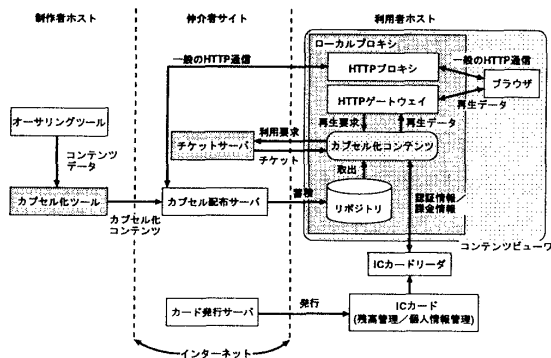 制作者ホスト
仲介者サイト
利用者ホスト
ローカルプロキシ
一般のHTTP通信
一般のHTTP通信
HTTPプロキシ
ブラウザ
HTTPゲートウェイ
再生データ
オーサリングツール
利用要求
再生要求
再生データ
チケットサーバ
カプセル化コンテンツ
チケット
コンテンツ
データ
取出
認証情報/
課金情報
カプセル化ツール
カプセル配布サーバ
蓄積
リポジトリ
カプセル化
コンテンツ
コンテンツビューワ
ICカードリーダ
カード発行サーバ
発行
ICカード
(残高管理/個人情報管理)
インターネット